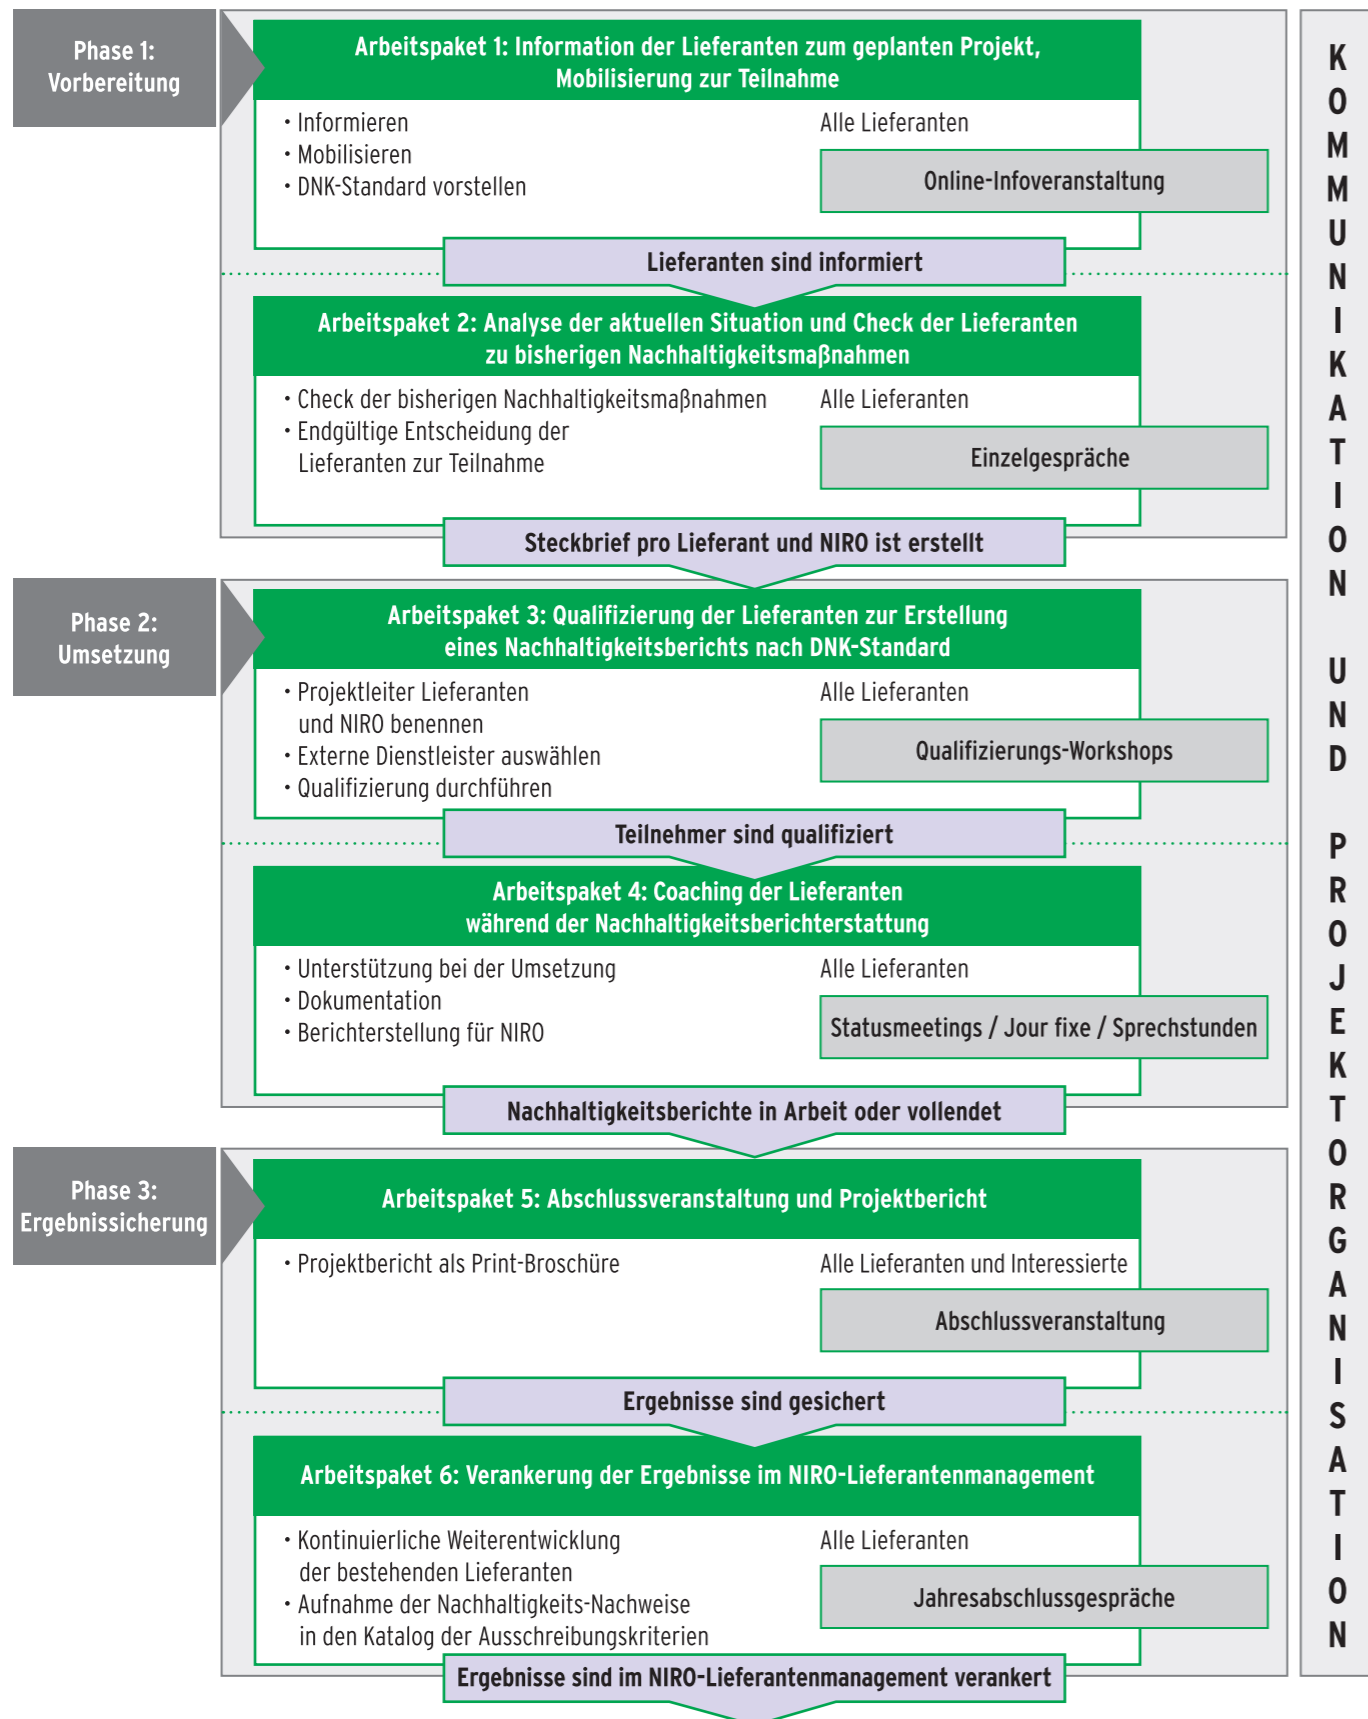 Phase 1:
Vorbereitung
Arbeitspaket 1: Information der Lieferanten zum geplanten Projekt,
Mobilisierung zur Teilnahme
• Informieren
• Mobilisieren
• DNK-Standard vorstellen
Alle Lieferanten
Online-Infoveranstaltung
Lieferanten sind informiert
Arbeitspaket 2: Analyse der aktuellen Situation und Check der Lieferanten
zu bisherigen Nachhaltigkeitsmaßnahmen
• Check der bisherigen Nachhaltigkeitsmaßnahmen
• Endgültige Entscheidung der
Lieferanten zur Teilnahme
Alle Lieferanten
Einzelgespräche
Steckbrief pro Lieferant und NIRO ist erstellt
Phase 2:
Umsetzung
Arbeitspaket 3: Qualifizierung der Lieferanten zur Erstellung
eines Nachhaltigkeitsberichts nach DNK-Standard
• Projektleiter Lieferanten
und NIRO benennen
• Externe Dienstleister auswählen
• Qualifizierung durchführen
Alle Lieferanten
Qualifizierungs-Workshops
Teilnehmer sind qualifiziert
Arbeitspaket 4: Coaching der Lieferanten
während der Nachhaltigkeitsberichterstattung
• Unterstützung bei der Umsetzung
• Dokumentation
• Berichterstellung für NIRO
Alle Lieferanten
Statusmeetings / Jour fixe / Sprechstunden
Nachhaltigkeitsberichte in Arbeit oder vollendet
Phase 3:
Ergebnissicherung
Arbeitspaket 5: Abschlussveranstaltung und Projektbericht
• Projektbericht als Print-Broschüre
Alle Lieferanten und Interessierte
Abschlussveranstaltung
Ergebnisse sind gesichert
Arbeitspaket 6: Verankerung der Ergebnisse im NIRO-Lieferantenmanagement
• Kontinuierliche Weiterentwicklung
der bestehenden Lieferanten
• Aufnahme der Nachhaltigkeits-Nachweise
in den Katalog der Ausschreibungskriterien
Alle Lieferanten
Jahresabschlussgespräche
Ergebnisse sind im NIRO-Lieferantenmanagement verankert
KOMMUNIKATION UND PROJEKTORGANISATION